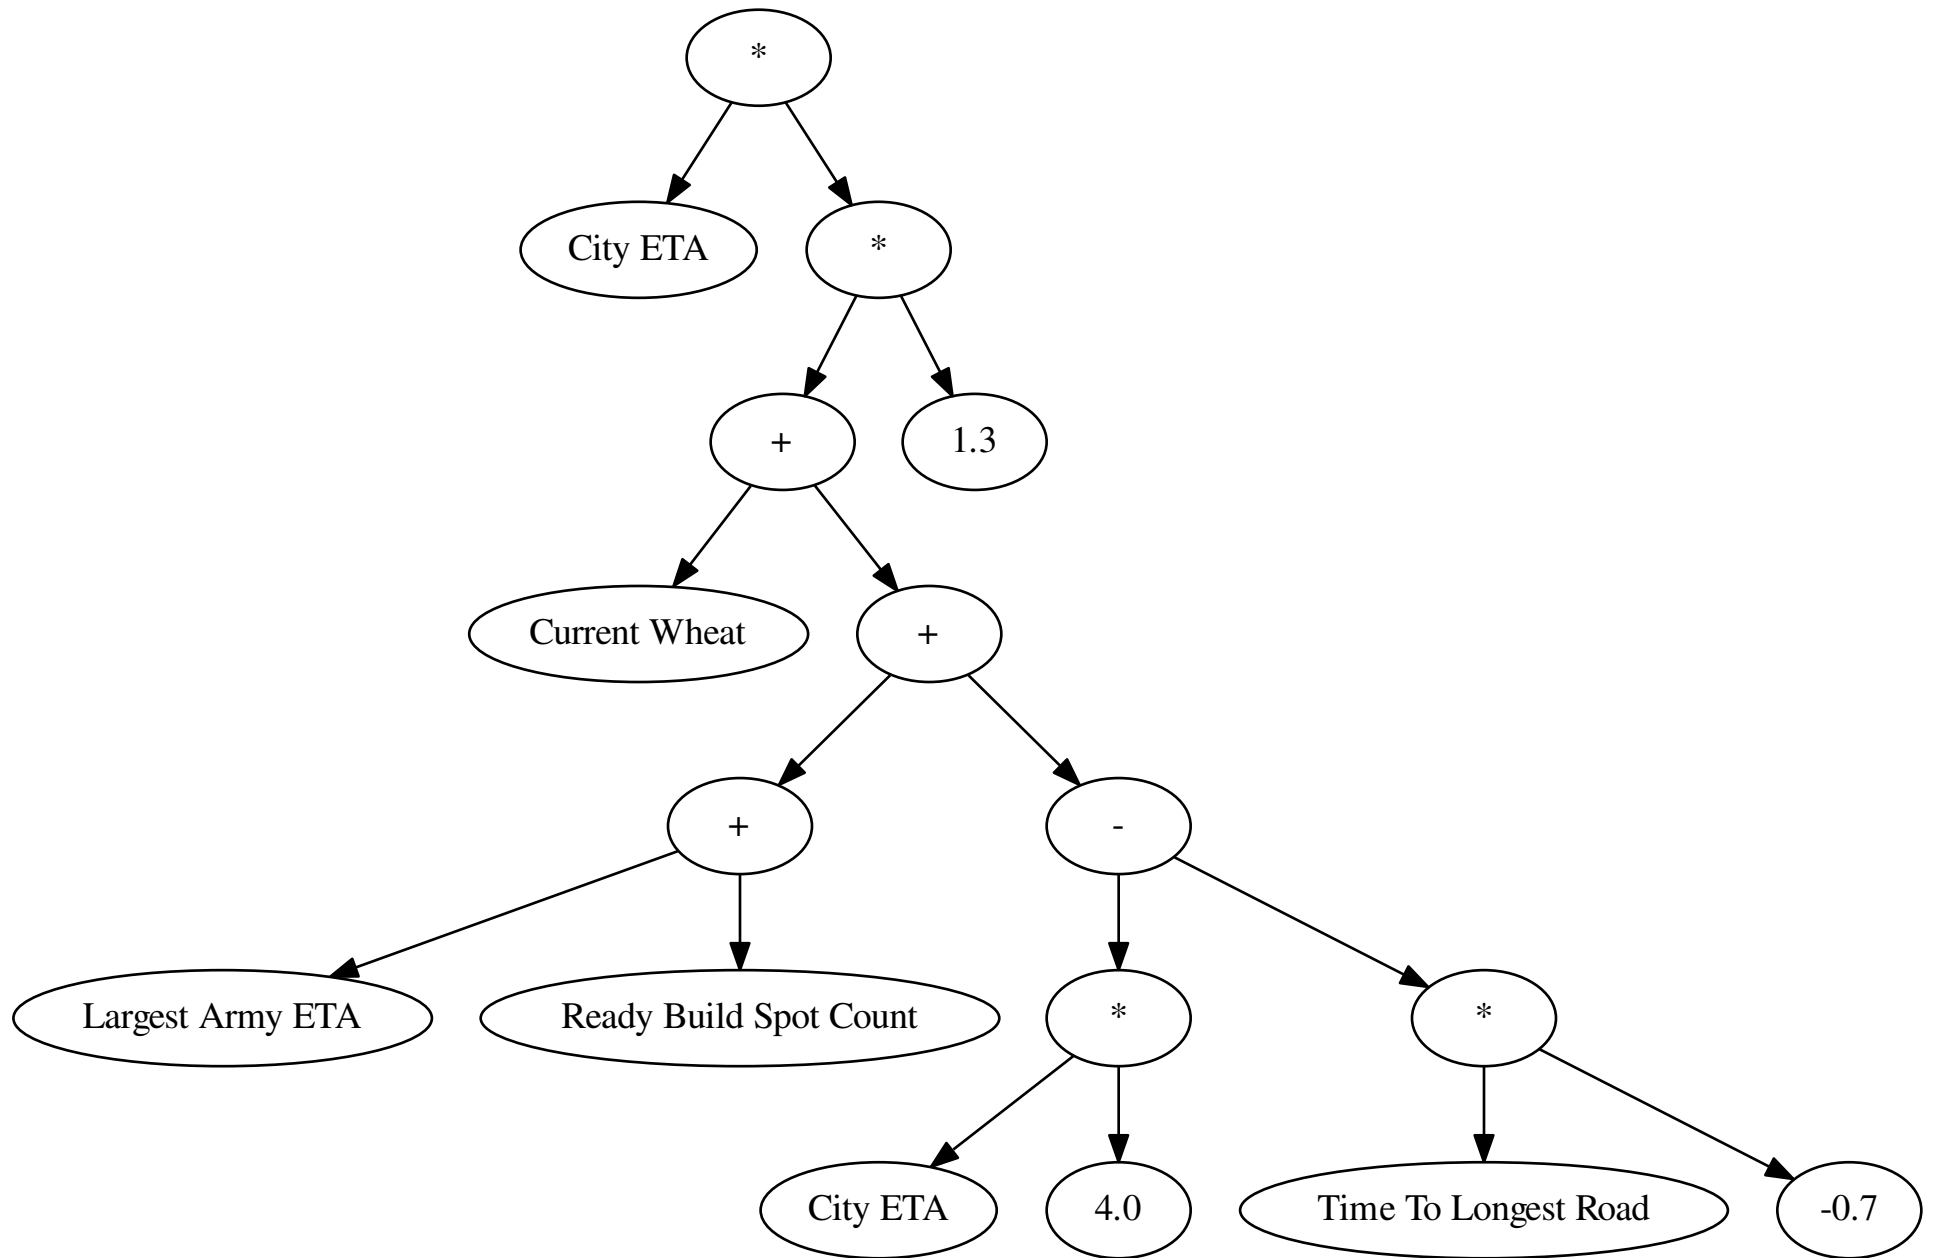 *
City ETA
*
+
1.3
Current Wheat
+
+
-
Largest Army ETA
Ready Build Spot Count
*
*
City ETA
4.0
Time To Longest Road
-0.7